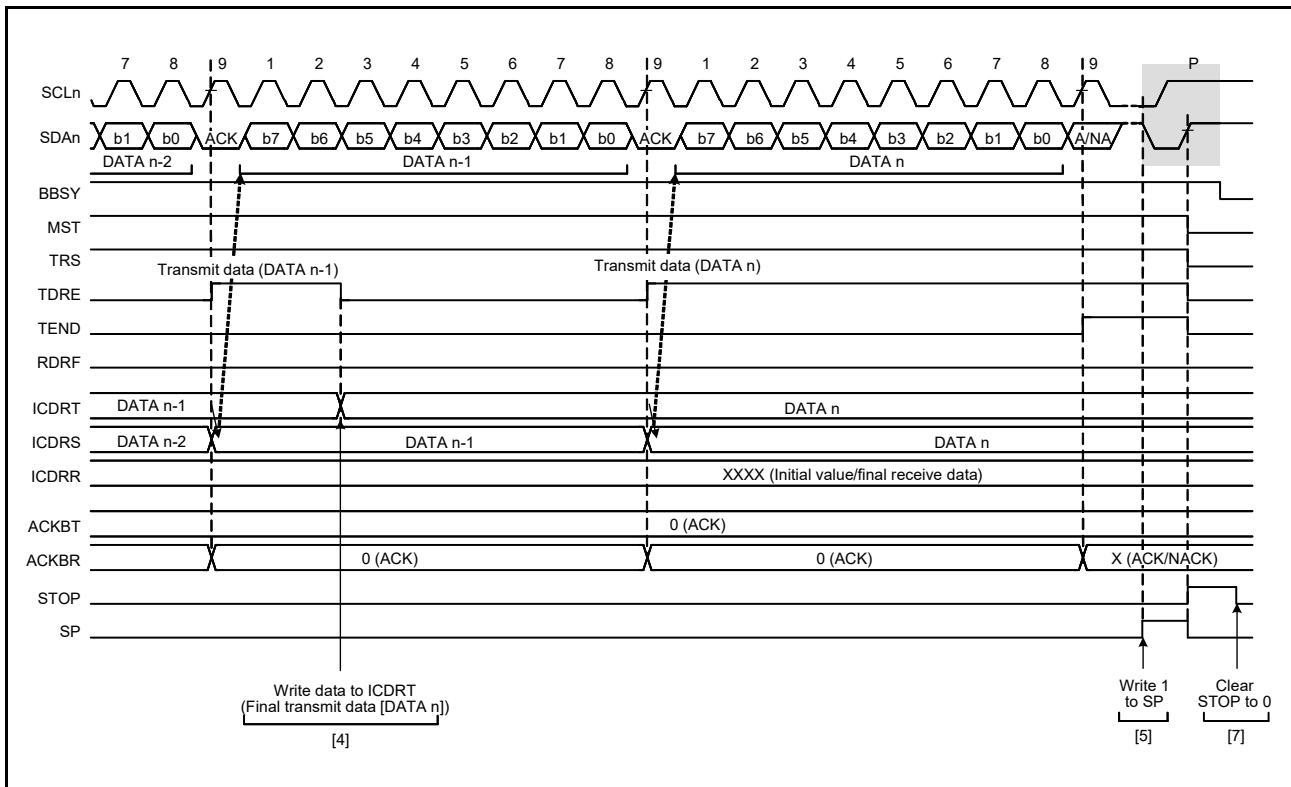 7 8 9 1 2 3 4 5 6 7 8 9 1 2 3 4 5 6 7 8 9 P
SCLn
SDAn b1 b0 ACK b7 b6 b5 b4 b3 b2 b1 b0 ACK b7 b6 b5 b4 b3 b2 b1 b0 A/NA
DATA n-2 DATA n-1 DATA n
BBSY
MST
TRS
Transmit data (DATA n-1) Transmit data (DATA n)
TDRE
TEND
RDRF
ICDRT DATA n-1 DATA n
ICDRS DATA n-2 DATA n-1 DATA n
ICDRR XXXX (Initial value/final receive data)
ACKBT 0 (ACK)
ACKBR 0 (ACK) 0 (ACK) X (ACK/NACK)
STOP
SP
Write data to ICDRT
(Final transmit data [DATA n])
[4]
Write 1
to SP
[5]
Clear
STOP to 0
[7]